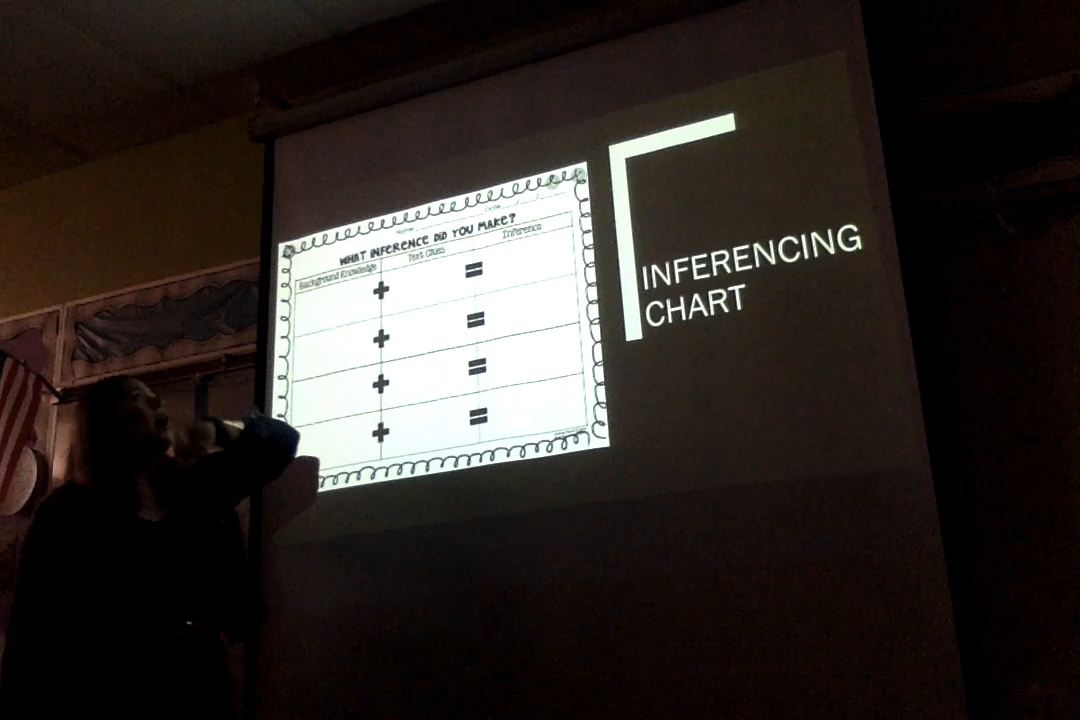 WHAT INFERENCE DID YOU MAKE?
Background Knowledge Text Clues Inference
+ =
+ =
+ =
+ =
INFERENCING
CHART